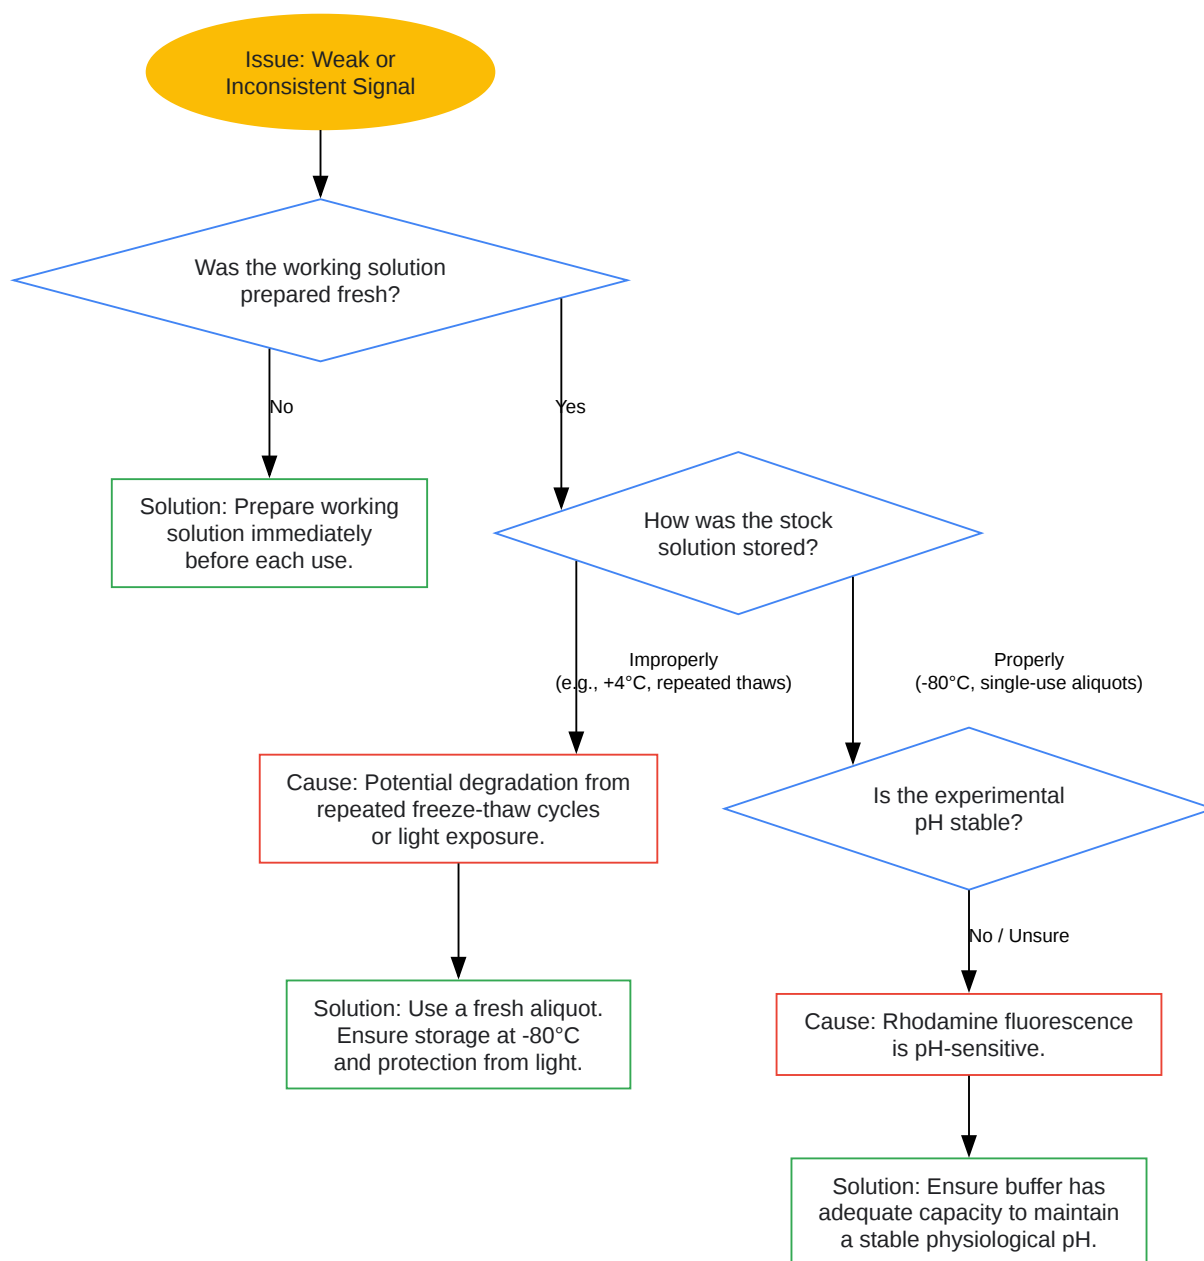 Issue: Weak or
Inconsistent Signal
Was the working solution
prepared fresh?
No
Yes
Solution: Prepare working
solution immediately
before each use.
How was the stock
solution stored?
Improperly
(e.g., +4°C, repeated thaws)
Properly
(-80°C, single-use aliquots)
Cause: Potential degradation from
repeated freeze-thaw cycles
or light exposure.
Is the experimental
pH stable?
No / Unsure
Solution: Use a fresh aliquot.
Ensure storage at -80°C
and protection from light.
Cause: Rhodamine fluorescence
is pH-sensitive.
Solution: Ensure buffer has
adequate capacity to maintain
a stable physiological pH.